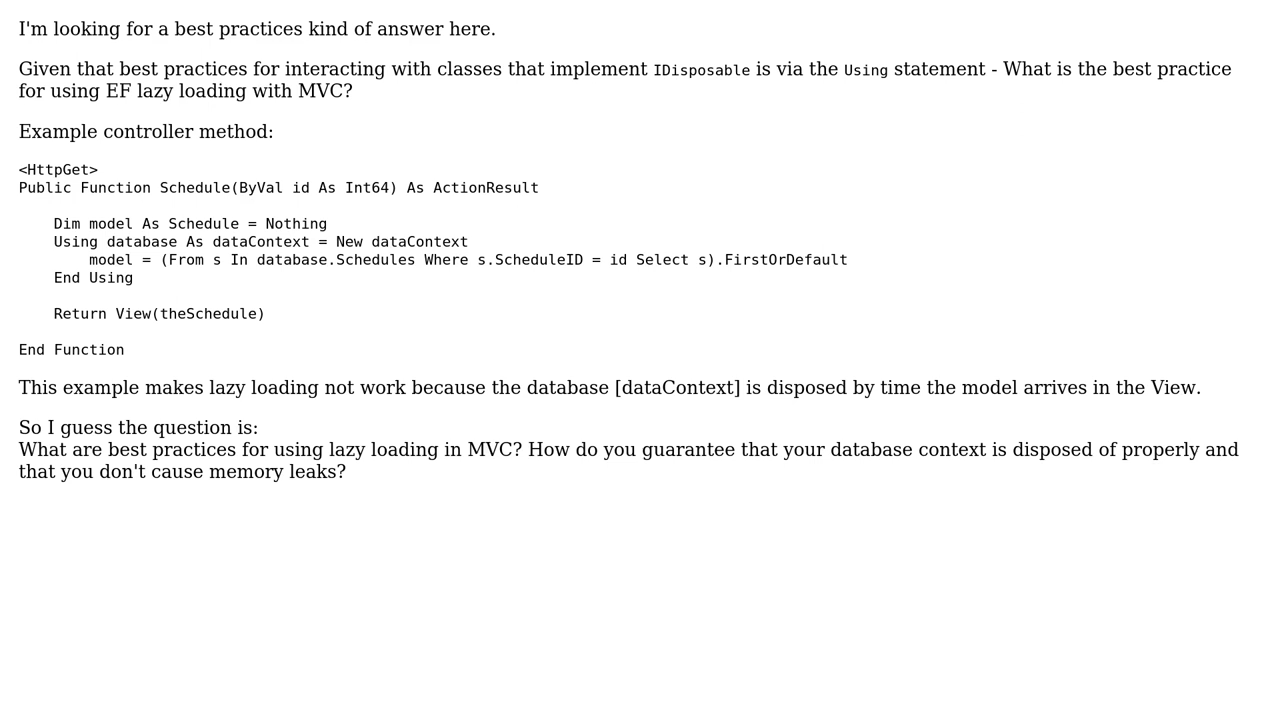 I'm looking for a best practices kind of answer here.
Given that best practices for interacting with classes that implement IDisposable is via the Using statement - What is the best practice
for using EF lazy loading with MVC?
Example controller method:
<HttpGet>
Public Function Schedule(ByVal id As Int64) As ActionResult
    Dim model As Schedule = Nothing
    Using database As dataContext = New dataContext
        model = (From s In database.Schedules Where s.ScheduleID = id Select s).FirstOrDefault
    End Using
    Return View(theSchedule)
End Function
This example makes lazy loading not work because the database [dataContext] is disposed by time the model arrives in the View.
So I guess the question is:
What are best practices for using lazy loading in MVC? How do you guarantee that your database context is disposed of properly and
that you don't cause memory leaks?